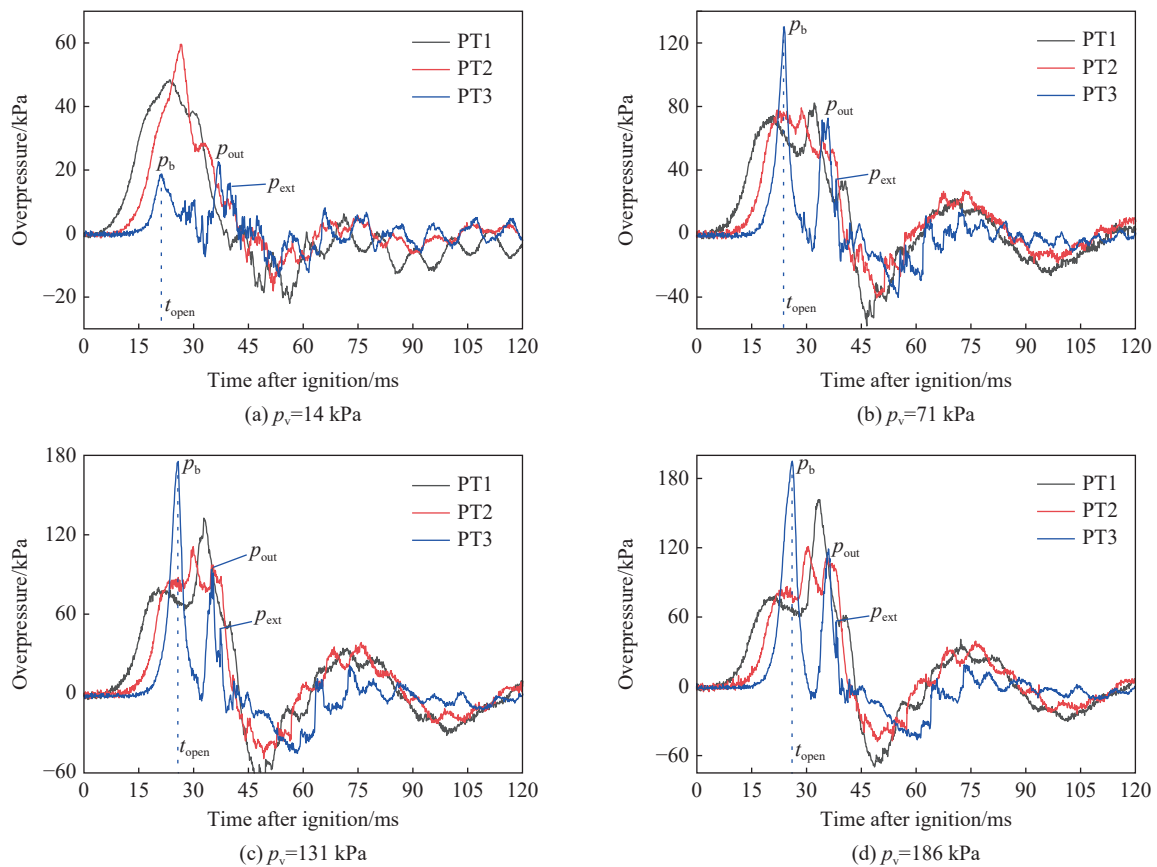 60
40
20
0
−20
Overpressure/kPa
p_b
p_out
p_ext
t_open
PT1
PT2
PT3
0 15 30 45 60 75 90 105 120
Time after ignition/ms
(a) p_v=14 kPa
120
80
40
0
−40
Overpressure/kPa
p_b
p_out
p_ext
t_open
PT1
PT2
PT3
0 15 30 45 60 75 90 105 120
Time after ignition/ms
(b) p_v=71 kPa
180
120
60
0
−60
Overpressure/kPa
p_b
p_out
p_ext
t_open
PT1
PT2
PT3
0 15 30 45 60 75 90 105 120
Time after ignition/ms
(c) p_v=131 kPa
180
120
60
0
−60
Overpressure/kPa
p_b
p_out
p_ext
t_open
PT1
PT2
PT3
0 15 30 45 60 75 90 105 120
Time after ignition/ms
(d) p_v=186 kPa